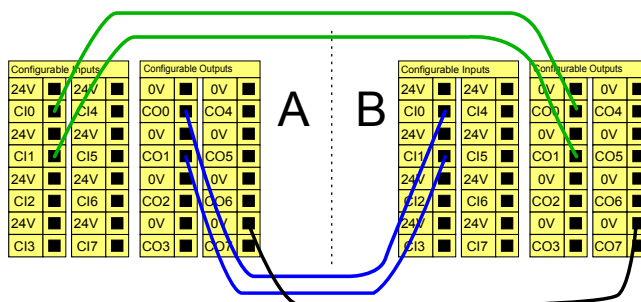 Configurable Inputs Configurable Outputs A B Configurable Inputs Configurable Outputs
24V 24V 0V 0V 24V 24V 0V 0V
CI0 CI4 CO0 CO4 CI0 CI4 CO0 CO4
24V 24V 0V 0V 24V 24V 0V 0V
CI1 CI5 CO1 CO5 CI1 CI5 CO1 CO5
24V 24V 0V 0V 24V 24V 0V 0V
CI2 CI6 CO2 CO6 CI2 CI6 CO2 CO6
24V 24V 0V 0V 24V 24V 0V 0V
CI3 CI7 CO3 CO7 CI3 CI7 CO3 CO7